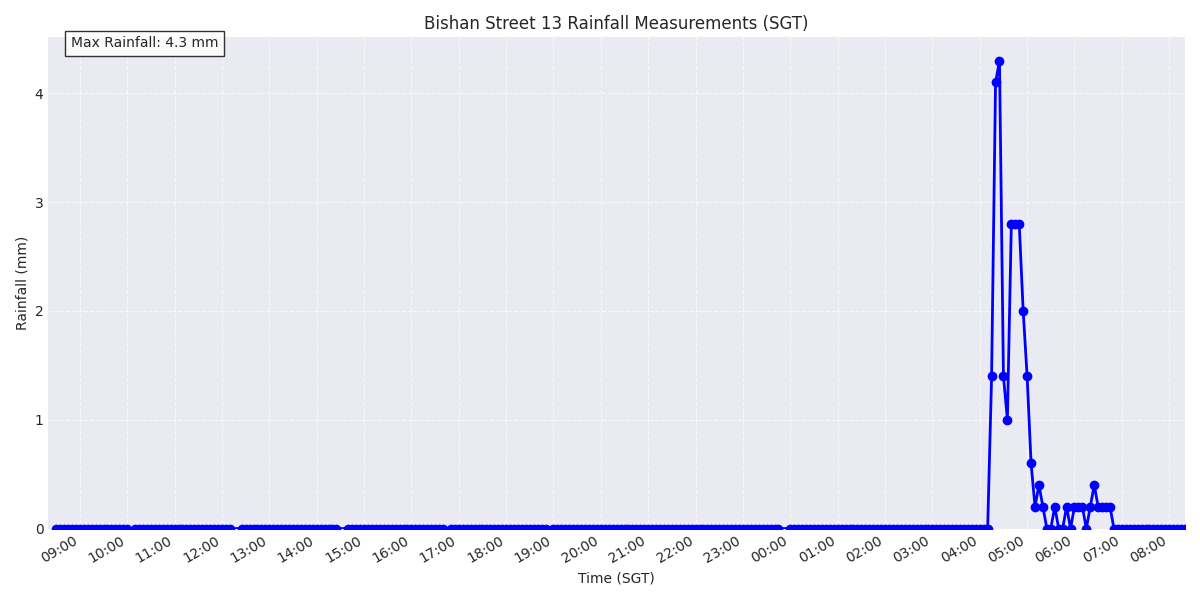 Bishan Street 13 Rainfall Measurements (SGT)
Max Rainfall: 4.3 mm
Rainfall (mm)
4
3
2
1
0
09:00 10:00 11:00 12:00 13:00 14:00 15:00 16:00 17:00 18:00 19:00 20:00 21:00 22:00 23:00 00:00 01:00 02:00 03:00 04:00 05:00 06:00 07:00 08:00
Time (SGT)